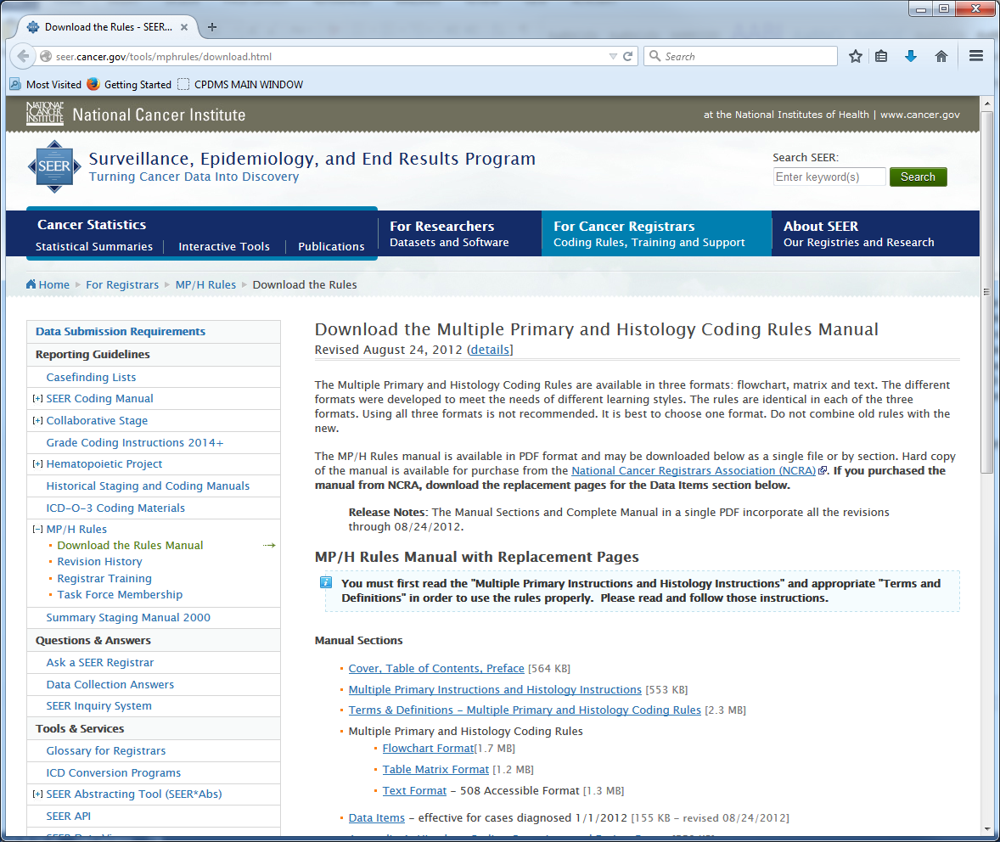 Download the Rules - SEER...
seer.cancer.gov/tools/mphrules/download.html
Search
Most Visited Getting Started CPDMS MAIN WINDOW
NATIONAL CANCER INSTITUTE
National Cancer Institute
at the National Institutes of Health | www.cancer.gov
SEER
Surveillance, Epidemiology, and End Results Program
Turning Cancer Data Into Discovery
Search SEER:
Enter keyword(s) Search
Cancer Statistics
Statistical Summaries | Interactive Tools | Publications
For Researchers
Datasets and Software
For Cancer Registrars
Coding Rules, Training and Support
About SEER
Our Registries and Research
Home For Registrars MP/H Rules Download the Rules
Data Submission Requirements
Reporting Guidelines
Casefinding Lists
[+] SEER Coding Manual
[+] Collaborative Stage
Grade Coding Instructions 2014+
[+] Hematopoietic Project
Historical Staging and Coding Manuals
ICD-O-3 Coding Materials
[-] MP/H Rules
Download the Rules Manual
Revision History
Registrar Training
Task Force Membership
Summary Staging Manual 2000
Questions & Answers
Ask a SEER Registrar
Data Collection Answers
SEER Inquiry System
Tools & Services
Glossary for Registrars
ICD Conversion Programs
[+] SEER Abstracting Tool (SEER*Abs)
SEER API
Download the Multiple Primary and Histology Coding Rules Manual
Revised August 24, 2012 (details]
The Multiple Primary and Histology Coding Rules are available in three formats: flowchart, matrix and text. The different
formats were developed to meet the needs of different learning styles. The rules are identical in each of the three
formats. Using all three formats is not recommended. It is best to choose one format. Do not combine old rules with the
new.
The MP/H Rules manual is available in PDF format and may be downloaded below as a single file or by section. Hard copy
of the manual is available for purchase from the National Cancer Registrars Association (NCRA). If you purchased the
manual from NCRA, download the replacement pages for the Data Items section below.
Release Notes: The Manual Sections and Complete Manual in a single PDF incorporate all the revisions
through 08/24/2012.
MP/H Rules Manual with Replacement Pages
You must first read the "Multiple Primary Instructions and Histology Instructions" and appropriate "Terms and
Definitions" in order to use the rules properly. Please read and follow those instructions.
Manual Sections
Cover, Table of Contents, Preface [564 KB]
Multiple Primary Instructions and Histology Instructions [553 KB]
Terms & Definitions - Multiple Primary and Histology Coding Rules [2.3 MB]
Multiple Primary and Histology Coding Rules
Flowchart Format[1.7 MB]
Table Matrix Format [1.2 MB]
Text Format - 508 Accessible Format [1.3 MB]
Data Items - effective for cases diagnosed 1/1/2012 [155 KB - revised 08/24/2012]